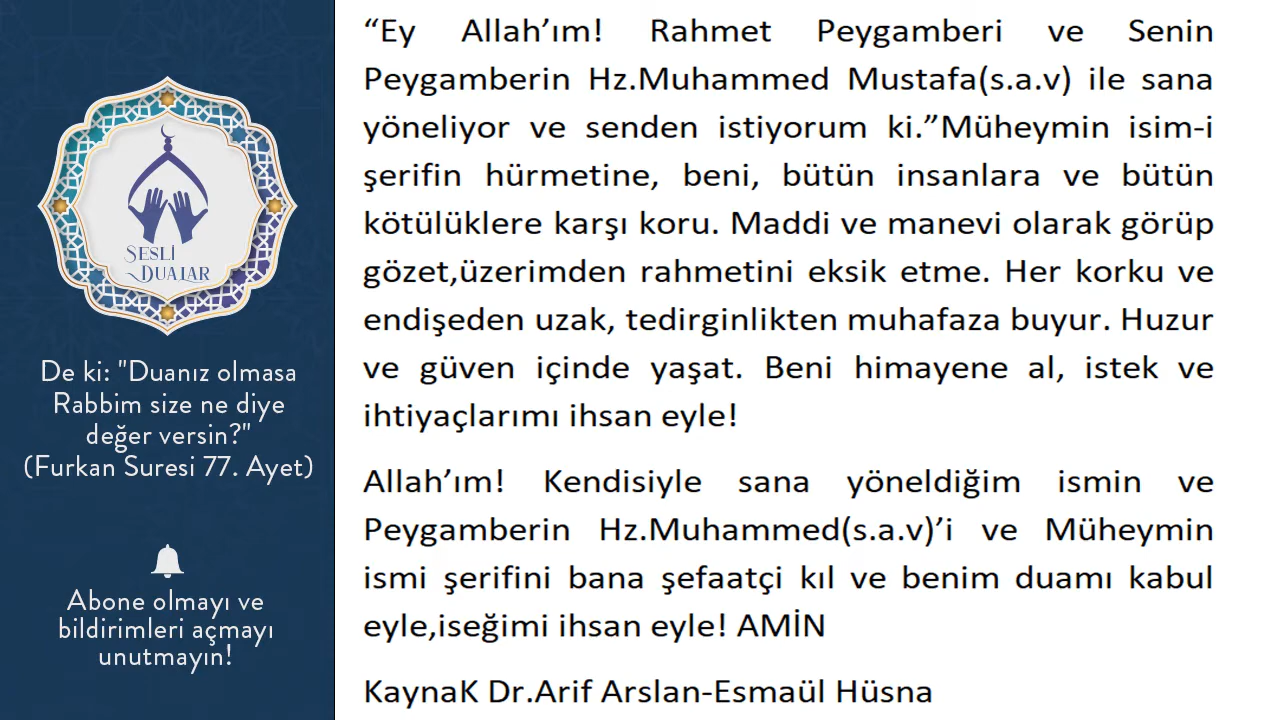 SESLİ
DUALAR
De ki: "Duanız olmasa
Rabbim size ne diye
değer versin?"
(Furkan Suresi 77. Ayet)
Abone olmayı ve
bildirimleri açmayı
unutmayın!
“Ey Allah’ım! Rahmet Peygamberi ve Senin
Peygamberin Hz.Muhammed Mustafa(s.a.v) ile sana
yöneliyor ve senden istiyorum ki.”Müheymin isim-i
şerifin hürmetine, beni, bütün insanlara ve bütün
kötülüklere karşı koru. Maddi ve manevi olarak görüp
gözet,üzerimden rahmetini eksik etme. Her korku ve
endişeden uzak, tedirginlikten muhafaza buyur. Huzur
ve güven içinde yaşat. Beni himayene al, istek ve
ihtiyaçlarımı ihsan eyle!
Allah’ım! Kendisiyle sana yöneldiğim ismin ve
Peygamberin Hz.Muhammed(s.a.v)’i ve Müheymin
ismi şerifini bana şefaatçi kıl ve benim duamı kabul
eyle,iseğimi ihsan eyle! AMİN
KaynaK Dr.Arif Arslan-Esmaül Hüsna